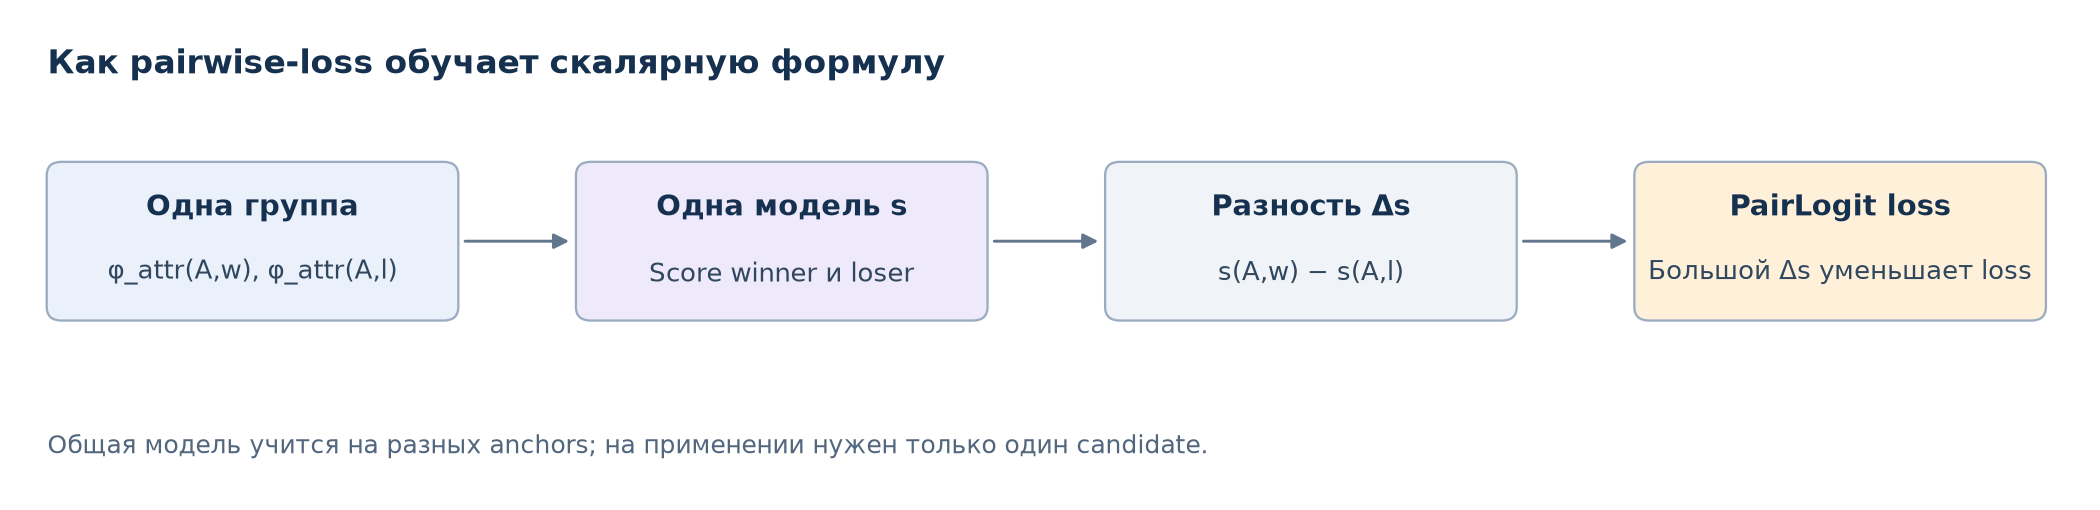 Как pairwise-loss обучает скалярную формулу
Одна группа
φ_attr(A,w), φ_attr(A,l)
Одна модель s
Score winner и loser
Разность Δs
s(A,w) − s(A,l)
PairLogit loss
Большой Δs уменьшает loss
Общая модель учится на разных anchors; на применении нужен только один candidate.